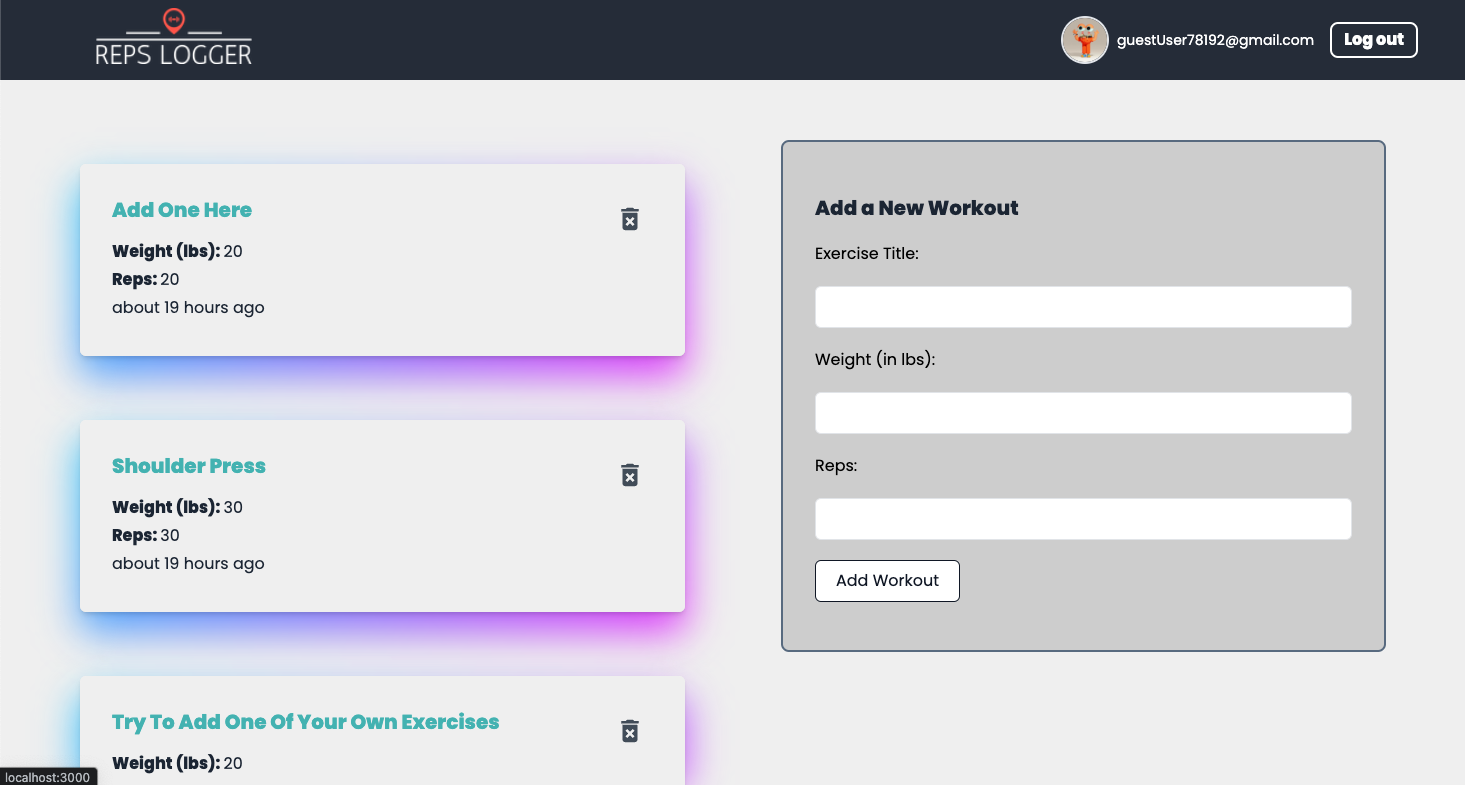 REPS LOGGER
guestUser78192@gmail.com
Log out
Add One Here
Weight (lbs): 20
Reps: 20
about 19 hours ago
Shoulder Press
Weight (lbs): 30
Reps: 30
about 19 hours ago
Try To Add One Of Your Own Exercises
Weight (lbs): 20
Add a New Workout
Exercise Title:
Weight (in lbs):
Reps:
Add Workout
localhost:3000